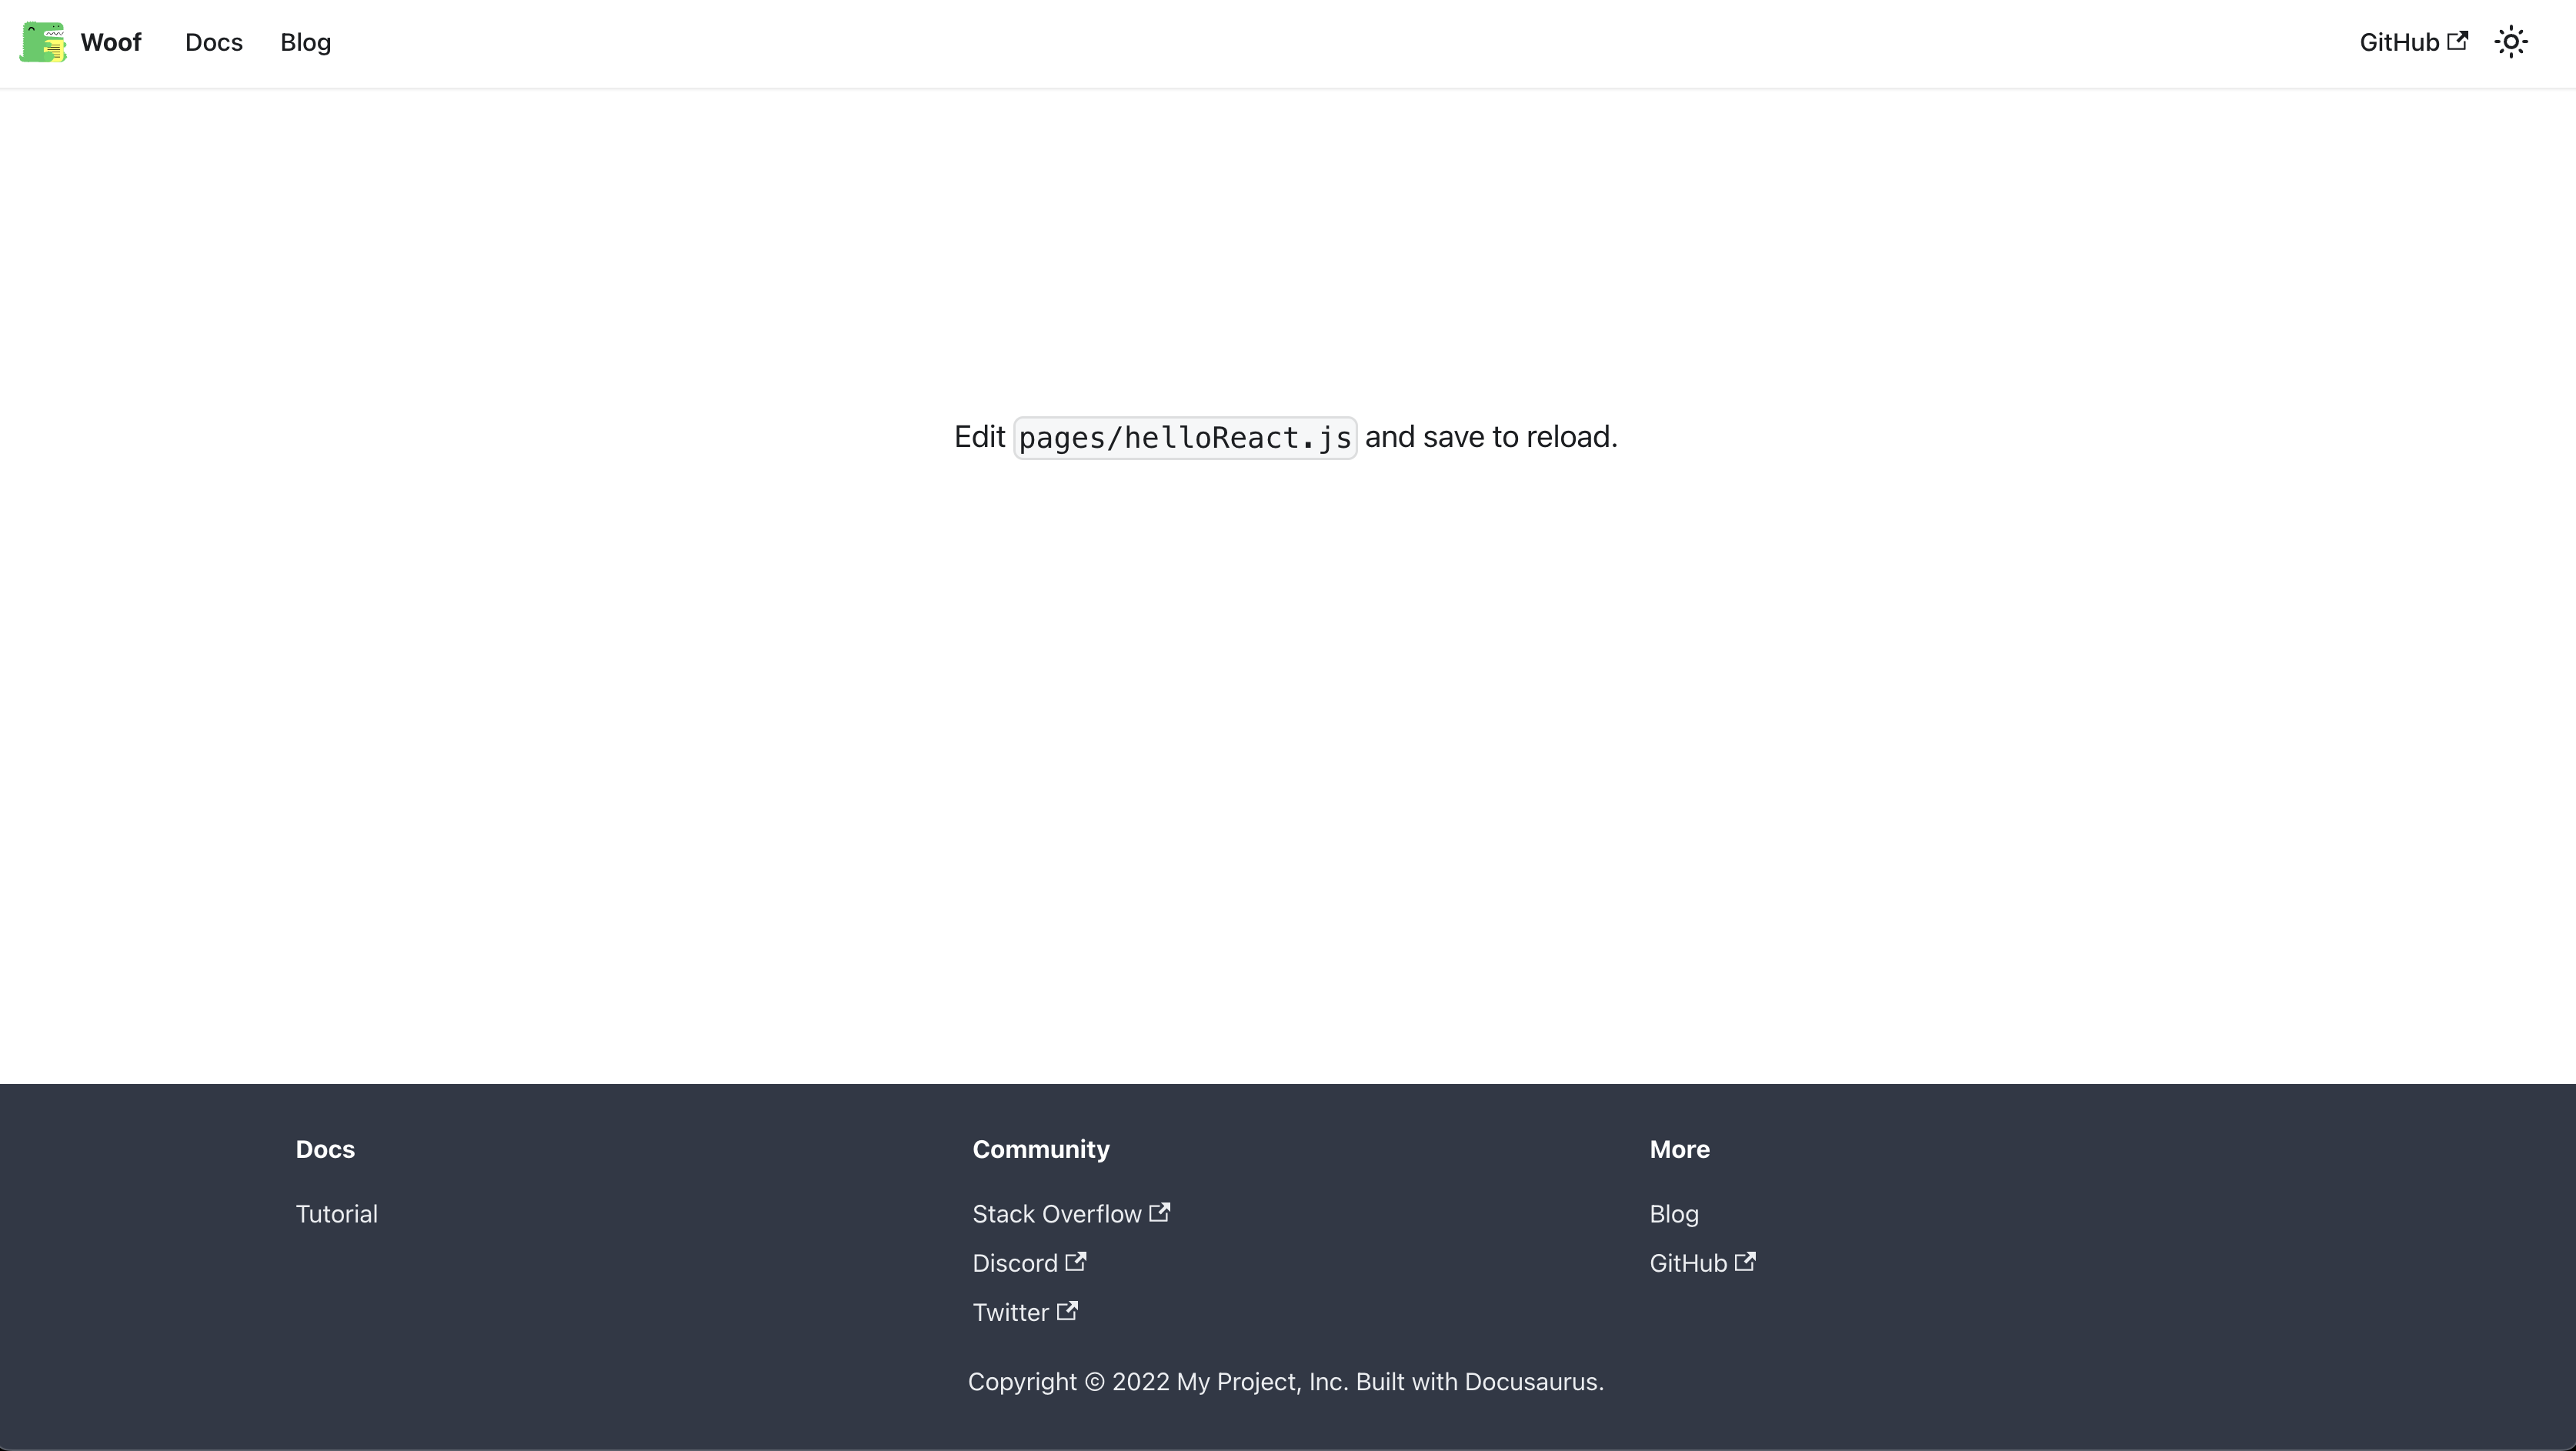 Woof Docs Blog GitHub
Edit pages/helloReact.js and save to reload.
Docs
Tutorial
Community
Stack Overflow
Discord
Twitter
More
Blog
GitHub
Copyright © 2022 My Project, Inc. Built with Docusaurus.